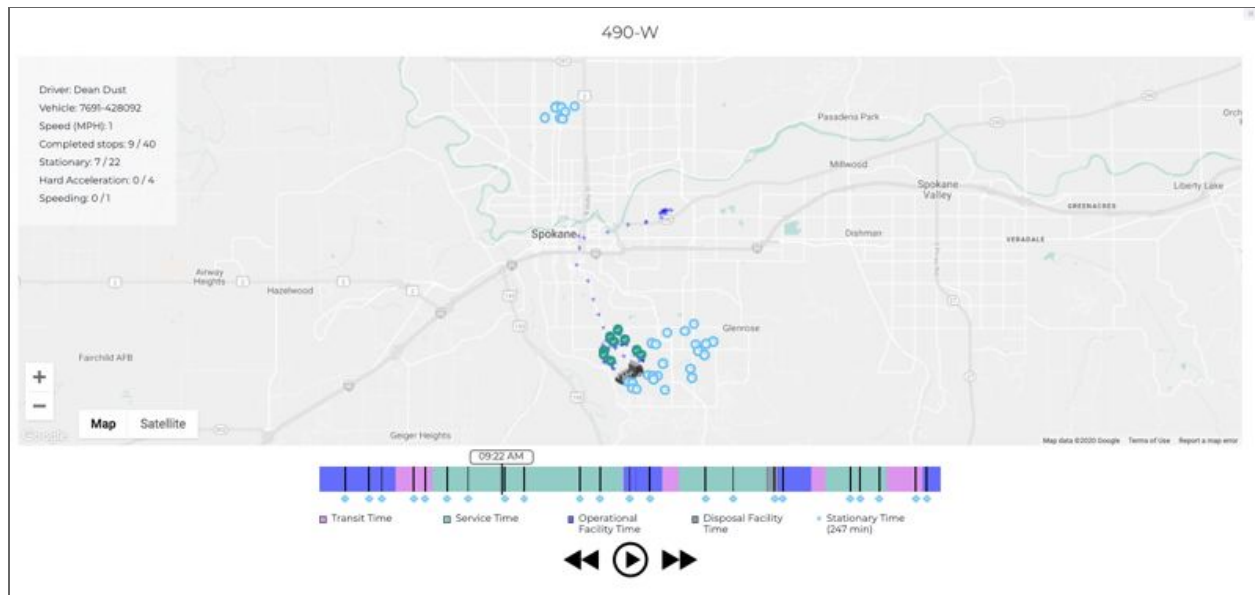 490-W
Driver: Dean Dust
Vehicle: 7691-428092
Speed (MPH): 1
Completed stops: 9 / 40
Stationary: 7 / 22
Hard Acceleration: 0 / 4
Speeding: 0 / 1
Pasadena Park
Millwood
Spokane
Valley
Liberty Lake
GREENACRES
Spokane
Dishman
VERADALE
Airway
Heights
Hazelwood
Glenrose
Fairchild AFB
+
−
Map
Satellite
Google
Geiger Heights
Map data ©2020 Google
Terms of Use
Report a map error
09:22 AM
Transit Time
Service Time
Operational
Facility Time
Disposal Facility
Time
Stationary Time
(247 min)